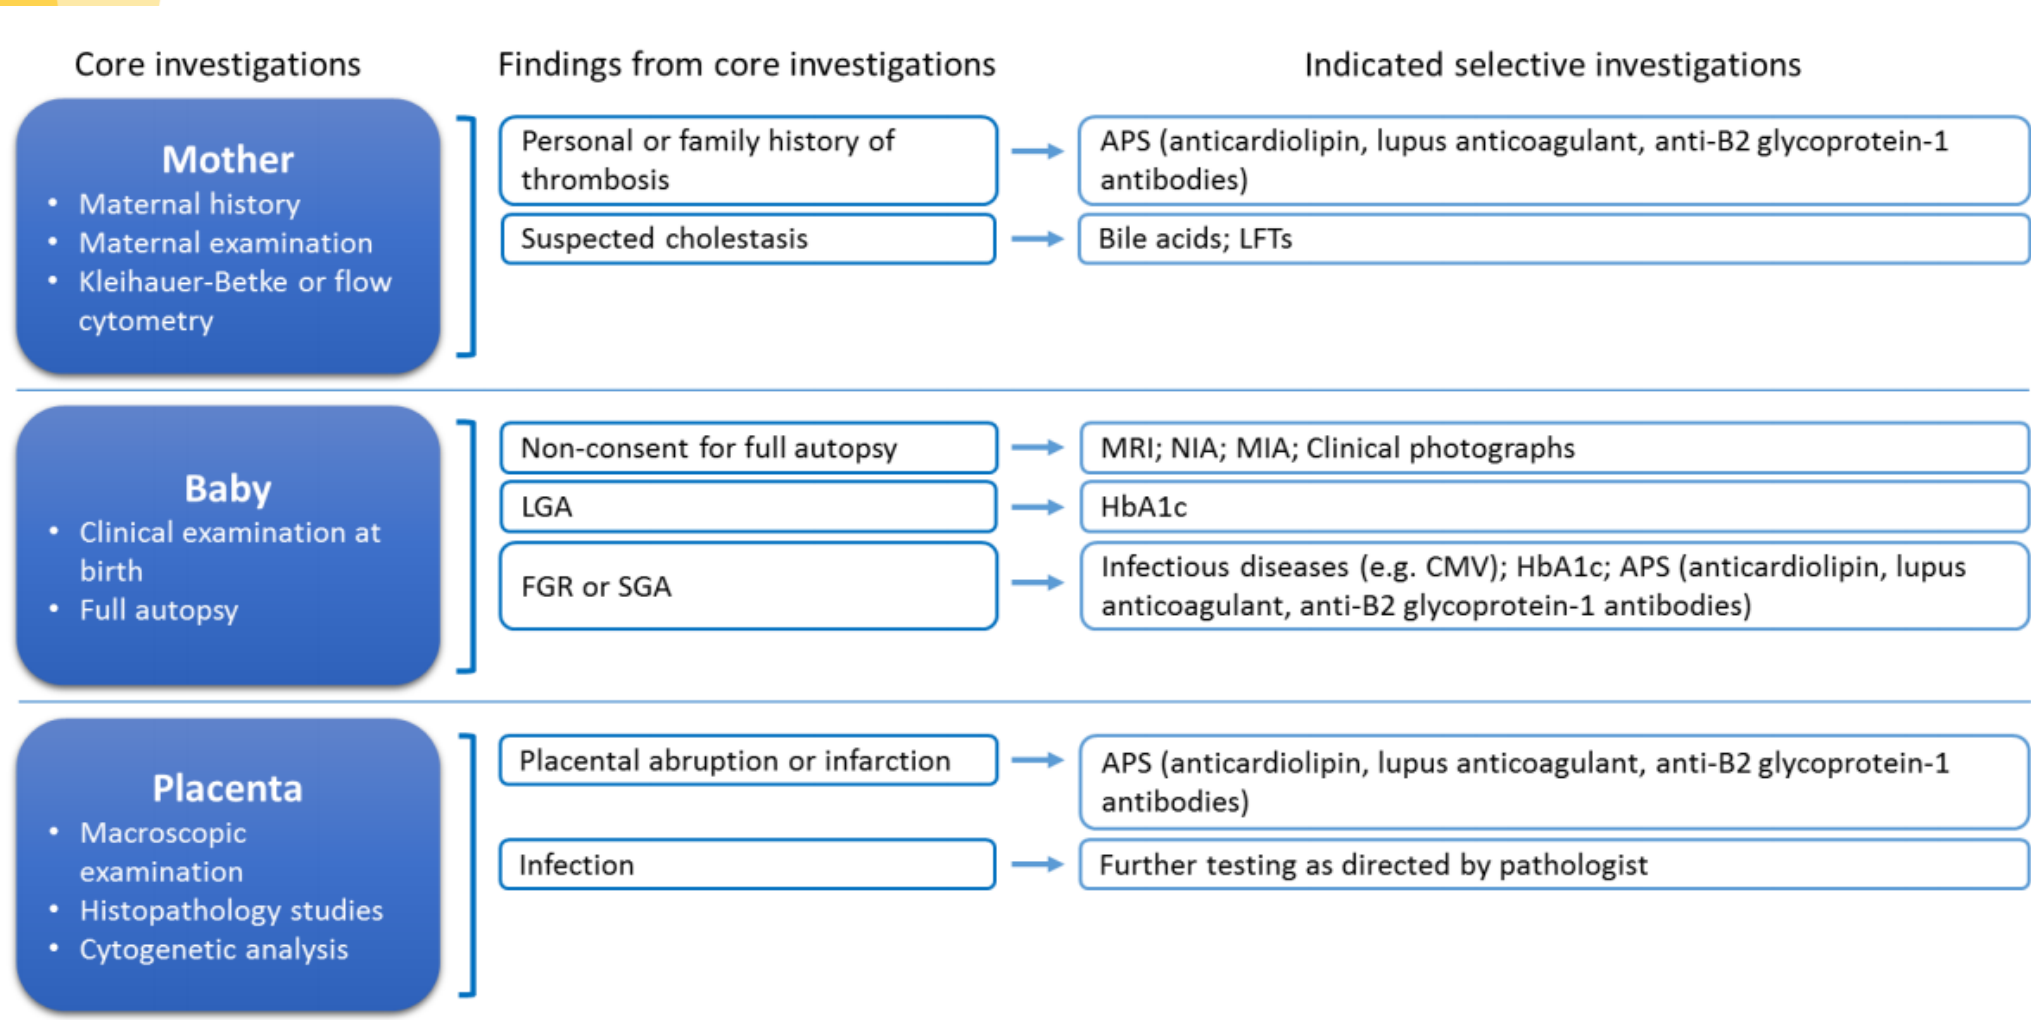 Core investigations
Findings from core investigations
Indicated selective investigations
Mother
• Maternal history
• Maternal examination
• Kleihauer-Betke or flow
cytometry
Personal or family history of
thrombosis
APS (anticardiolipin, lupus anticoagulant, anti-B2 glycoprotein-1
antibodies)
Suspected cholestasis
Bile acids; LFTs
Baby
• Clinical examination at
birth
• Full autopsy
Non-consent for full autopsy
MRI; NIA; MIA; Clinical photographs
LGA
HbA1c
FGR or SGA
Infectious diseases (e.g. CMV); HbA1c; APS (anticardiolipin, lupus
anticoagulant, anti-B2 glycoprotein-1 antibodies)
Placenta
• Macroscopic
examination
• Histopathology studies
• Cytogenetic analysis
Placental abruption or infarction
APS (anticardiolipin, lupus anticoagulant, anti-B2 glycoprotein-1
antibodies)
Infection
Further testing as directed by pathologist